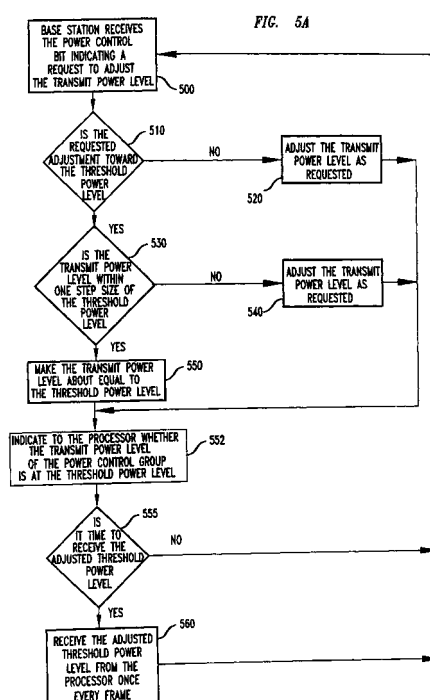 FIG. 5A
BASE STATION RECEIVES
THE POWER CONTROL
BIT INDICATING A
REQUEST TO ADJUST
THE TRANSMIT POWER LEVEL
500
IS THE
REQUESTED
ADJUSTMENT TOWARD
THE THRESHOLD
POWER
LEVEL
510
NO
ADJUST THE TRANSMIT
POWER LEVEL AS
REQUESTED
520
YES
IS THE
TRANSMIT POWER
LEVEL WITHIN
ONE STEP SIZE OF
THE THRESHOLD
POWER
LEVEL
530
NO
ADJUST THE TRANSMIT
POWER LEVEL AS
REQUESTED
540
YES
MAKE THE TRANSMIT POWER
LEVEL ABOUT EQUAL TO
THE THRESHOLD POWER LEVEL
550
INDICATE TO THE PROCESSOR WHETHER
THE TRANSMIT POWER LEVEL
OF THE POWER CONTROL GROUP
IS AT THE THRESHOLD POWER LEVEL
552
IS
IT TIME TO
RECEIVE THE
ADJUSTED THRESHOLD
POWER
LEVEL
555
NO
YES
RECEIVE THE ADJUSTED
THRESHOLD POWER
LEVEL FROM THE
PROCESSOR ONCE
EVERY FRAME
560